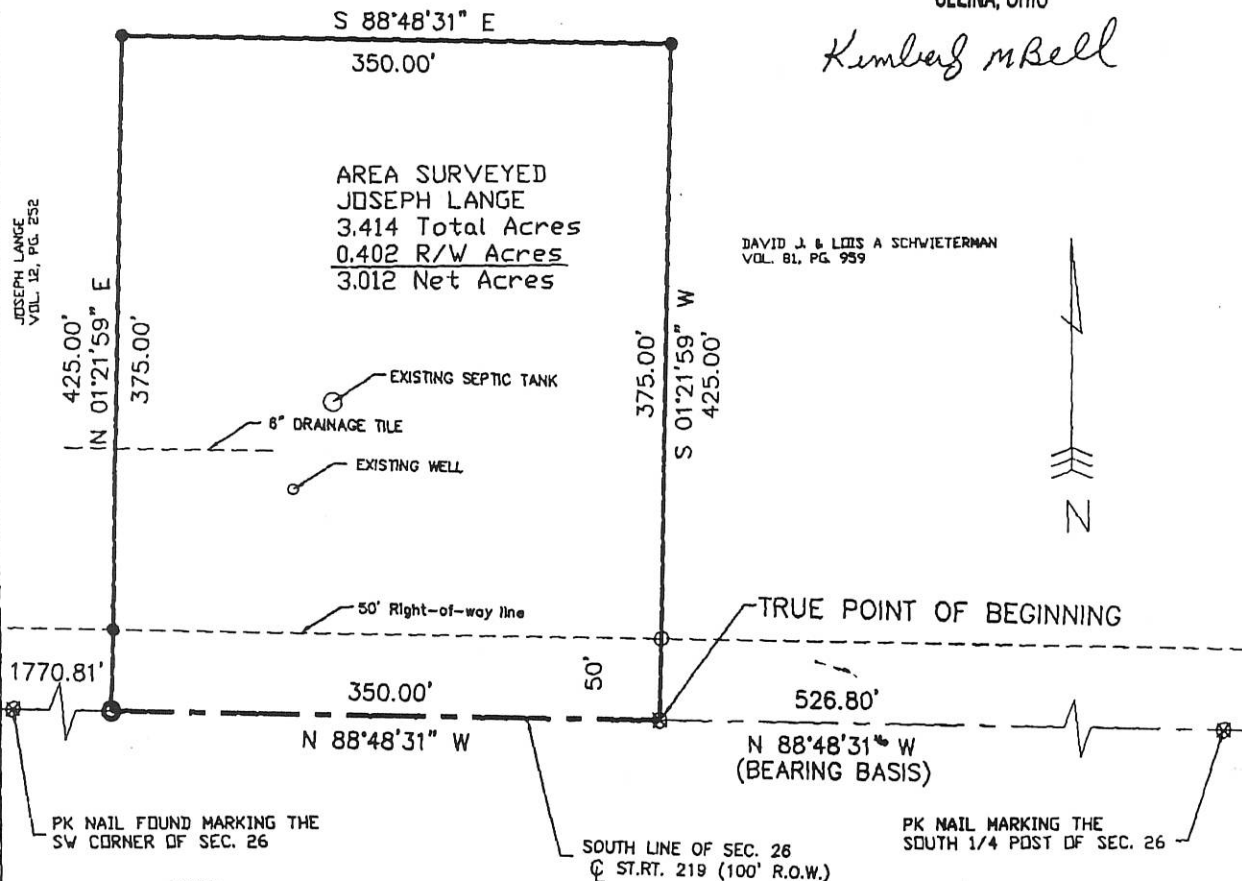 CELINA, OHIO
S 88°48'31" E
350.00'
Kimberly M Bell
AREA SURVEYED
JOSEPH LANGE
3.414 Total Acres
0.402 R/W Acres
3.012 Net Acres
JOSEPH LANGE
VOL. 12, PG. 252
DAVID J. & LOIS A SCHWIETERMAN
VOL. 81, PG. 959
425.00'
N 01°21'59" E
375.00'
375.00'
S 01°21'59" W
425.00'
EXISTING SEPTIC TANK
6" DRAINAGE TILE
EXISTING WELL
N
50' Right-of-way line
TRUE POINT OF BEGINNING
1770.81'
350.00'
50'
526.80'
N 88°48'31" W
N 88°48'31" W
(BEARING BASIS)
PK NAIL FOUND MARKING THE
SW CORNER OF SEC. 26
SOUTH LINE OF SEC. 26
℄ ST.RT. 219 (100' R.O.W.)
PK NAIL MARKING THE
SOUTH 1/4 POST OF SEC. 26